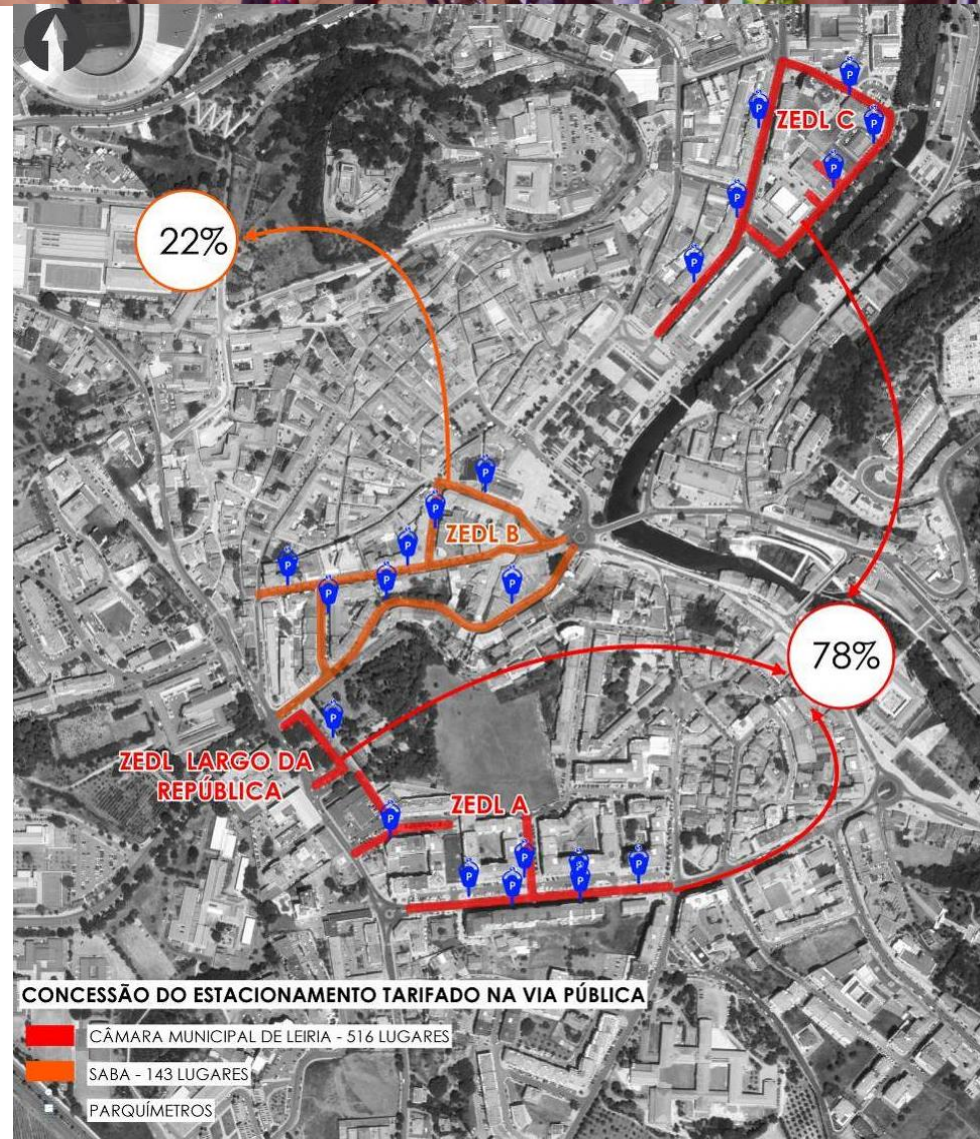 ZEDL C
22%
P
P
P
P
P
P
ZEDL B
P
P
P
P
P
P
P
78%
ZEDL LARGO DA
REPÚBLICA
P
ZEDL A
P
P
P
P
P
P
CONCESSÃO DO ESTACIONAMENTO TARIFADO NA VIA PÚBLICA
CÂMARA MUNICIPAL DE LEIRIA - 516 LUGARES
SABA - 143 LUGARES
PARQUÍMETROS